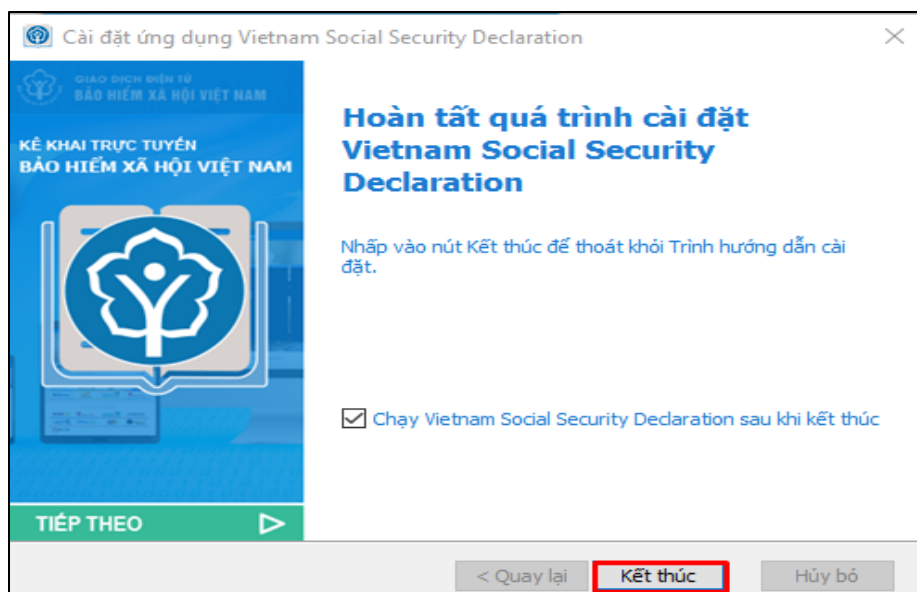 Cài đặt ứng dụng Vietnam Social Security Declaration
GIAO DỊCH ĐIỆN TỬ
BẢO HIỂM XÃ HỘI VIỆT NAM
KÊ KHAI TRỰC TUYẾN
BẢO HIỂM XÃ HỘI VIỆT NAM
Hoàn tất quá trình cài đặt
Vietnam Social Security
Declaration
Nhấp vào nút Kết thúc để thoát khỏi Trình hướng dẫn cài
đặt.
Chạy Vietnam Social Security Declaration sau khi kết thúc
TIẾP THEO
< Quay lại
Kết thúc
Hủy bỏ